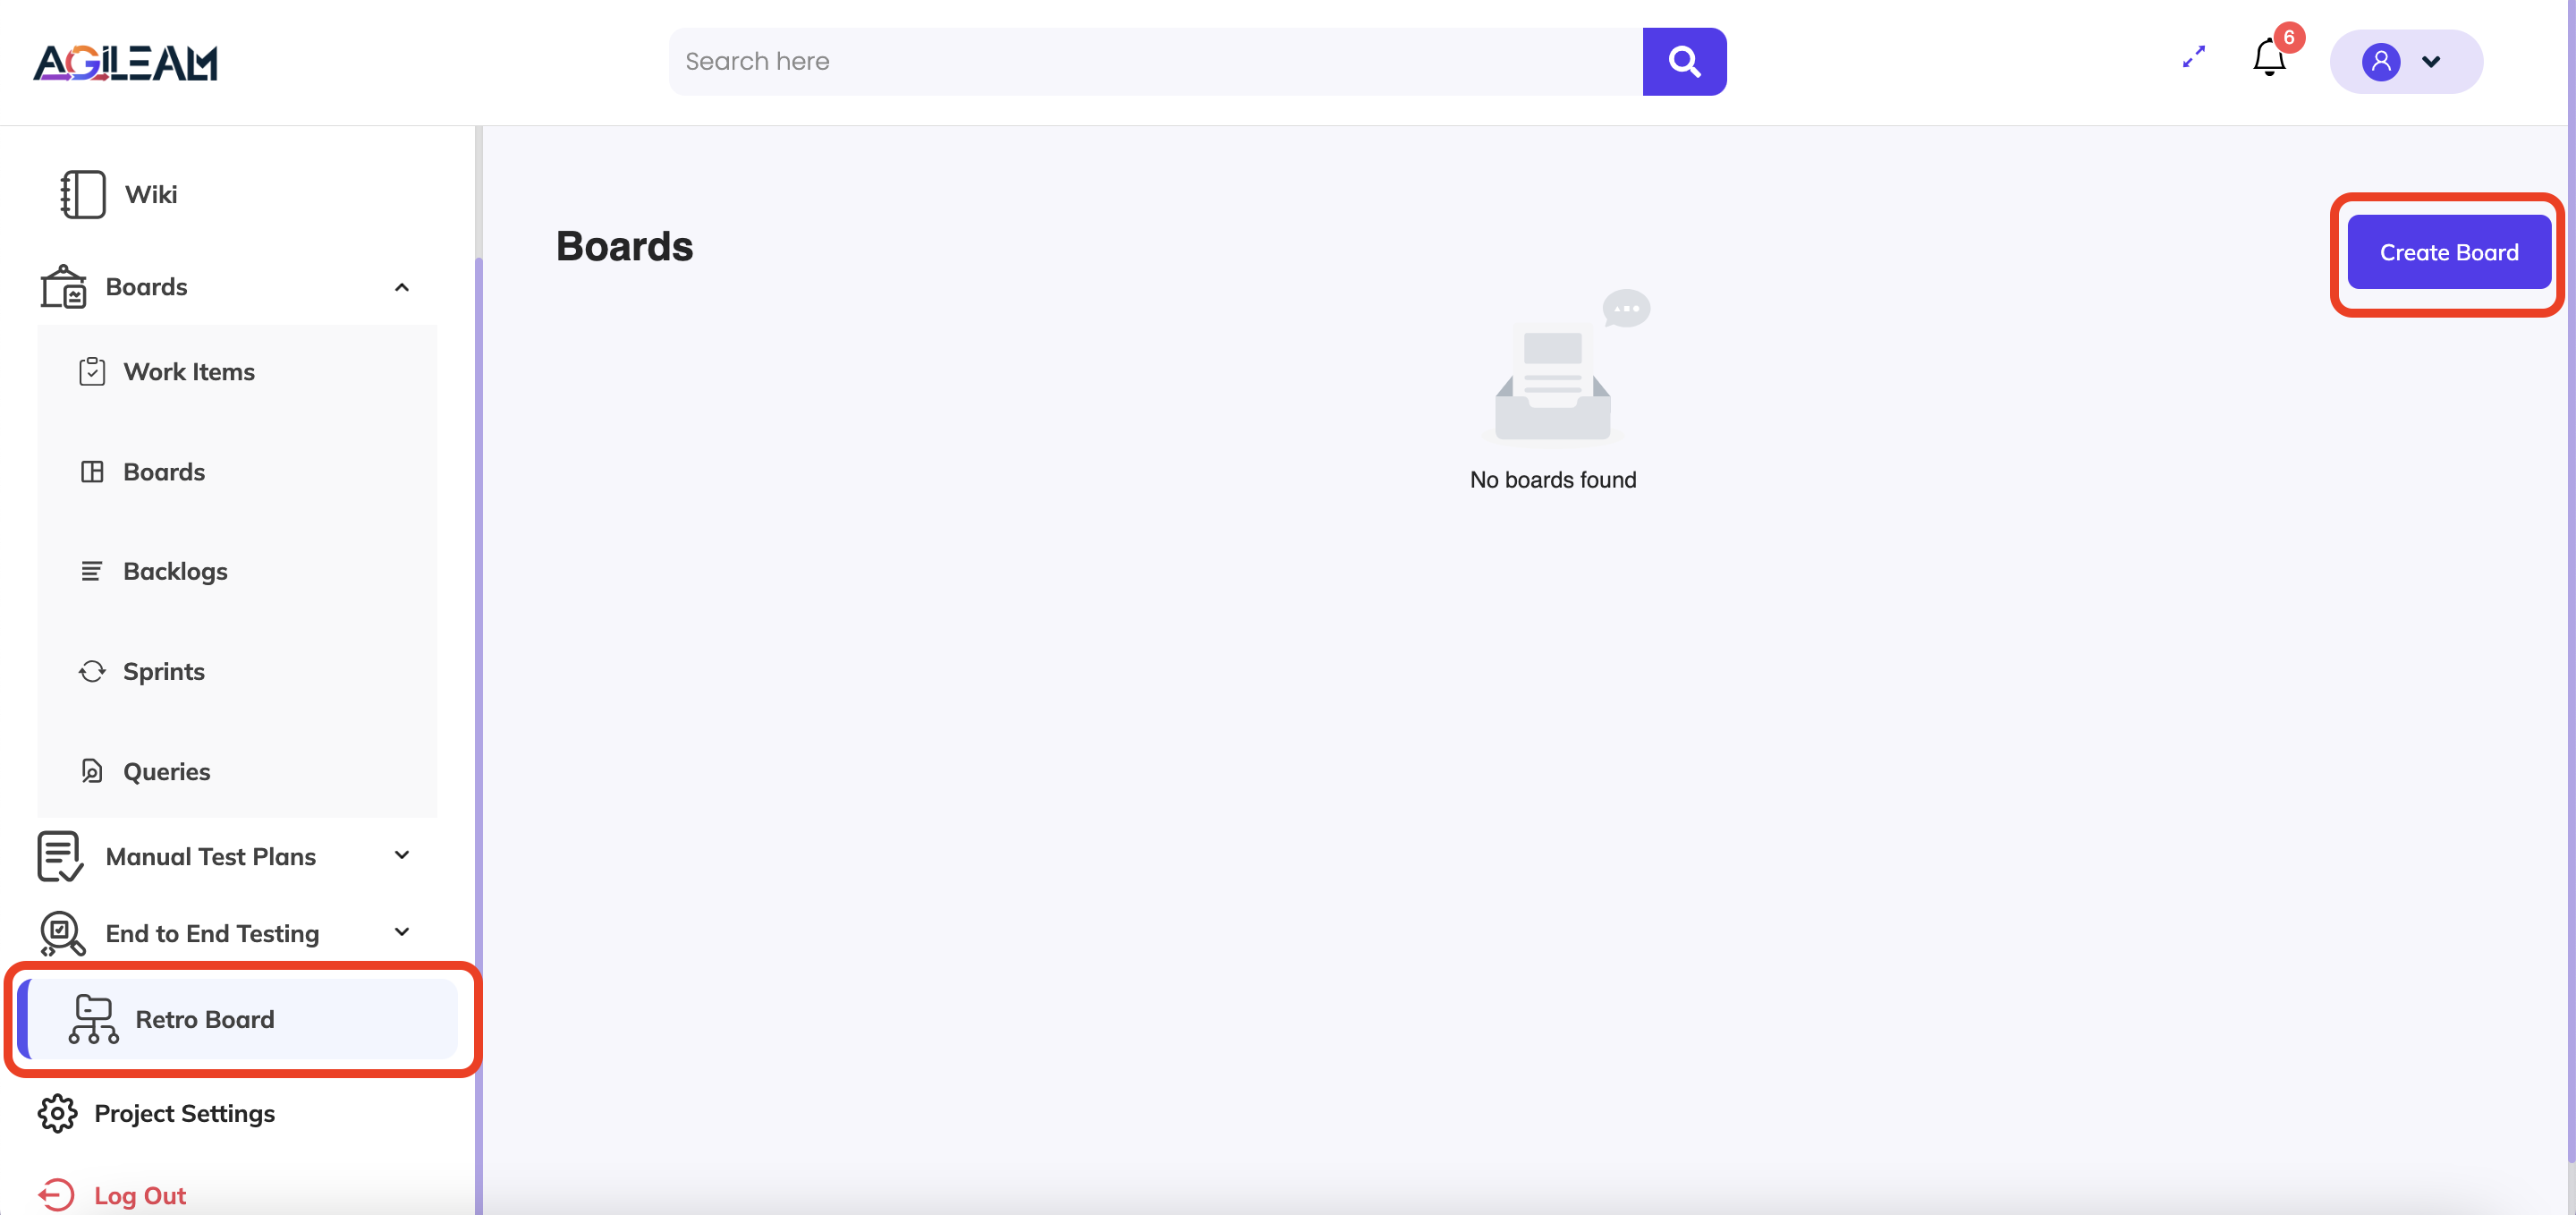 AGILEAM
Search here
6
Wiki
Boards
Work Items
Boards
Backlogs
Sprints
Queries
Manual Test Plans
End to End Testing
Retro Board
Project Settings
Log Out
Boards
Create Board
No boards found